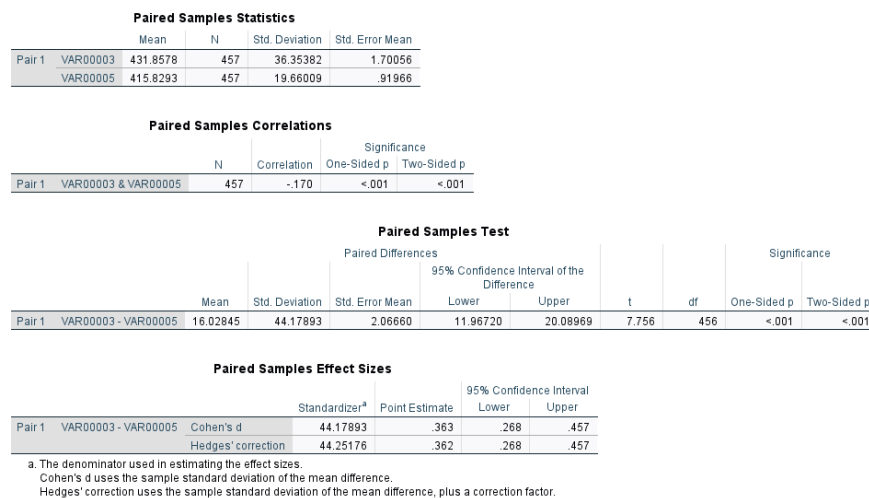 Paired Samples Statistics
Mean N Std. Deviation Std. Error Mean
Pair 1 VAR00003 431.8578 457 36.35382 1.70056
VAR00005 415.8293 457 19.66009 .91966
Paired Samples Correlations
Significance
N Correlation One-Sided p Two-Sided p
Pair 1 VAR00003 & VAR00005 457 -.170 <.001 <.001
Paired Samples Test
Paired Differences Significance
95% Confidence Interval of the
Difference
Mean Std. Deviation Std. Error Mean Lower Upper t df One-Sided p Two-Sided p
Pair 1 VAR00003 - VAR00005 16.02845 44.17893 2.06660 11.96720 20.08969 7.756 456 <.001 <.001
Paired Samples Effect Sizes
95% Confidence Interval
Standardizerᵃ Point Estimate Lower Upper
Pair 1 VAR00003 - VAR00005 Cohen's d 44.17893 .363 .268 .457
Hedges' correction 44.25176 .362 .268 .457
a. The denominator used in estimating the effect sizes.
Cohen's d uses the sample standard deviation of the mean difference.
Hedges' correction uses the sample standard deviation of the mean difference, plus a correction factor.